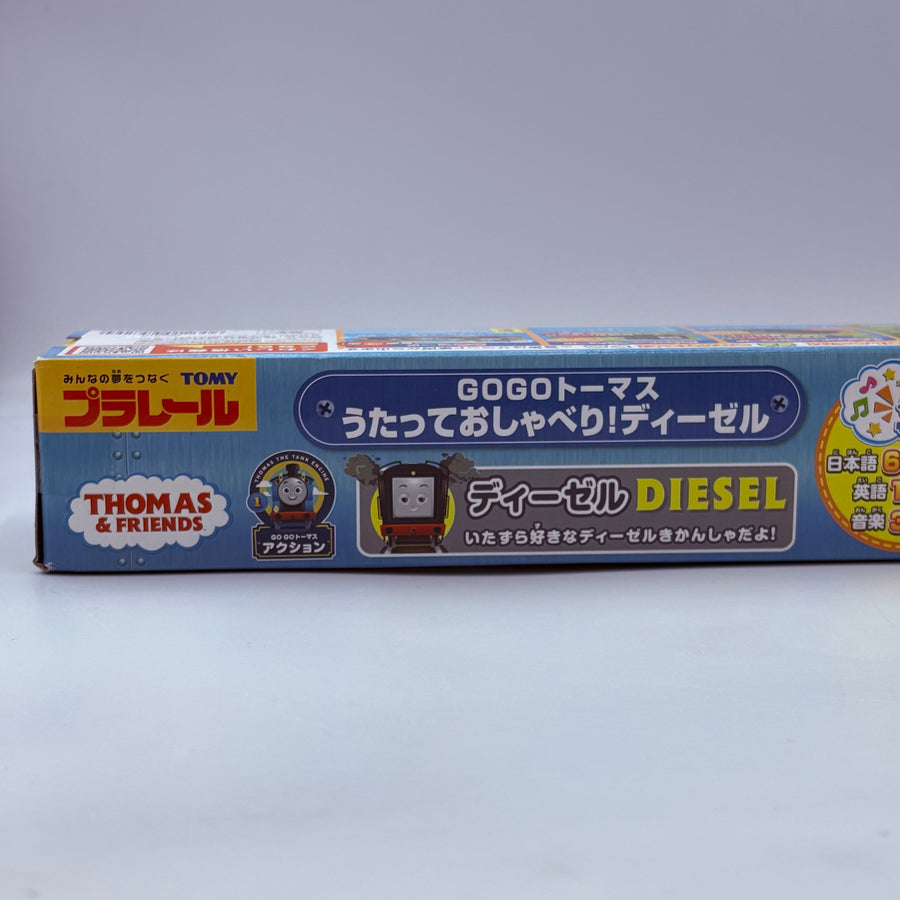 みんなの夢をつなぐ TOMY
プラレール
THOMAS
& FRIENDS
THOMAS THE TANK ENGINE
1
GO GOトーマス
アクション
GOGOトーマス
うたっておしゃべり!ディーゼル
ディーゼル DIESEL
いたずら好きなディーゼルきかんしゃだよ!
日本語 6
英語 1
音楽 3